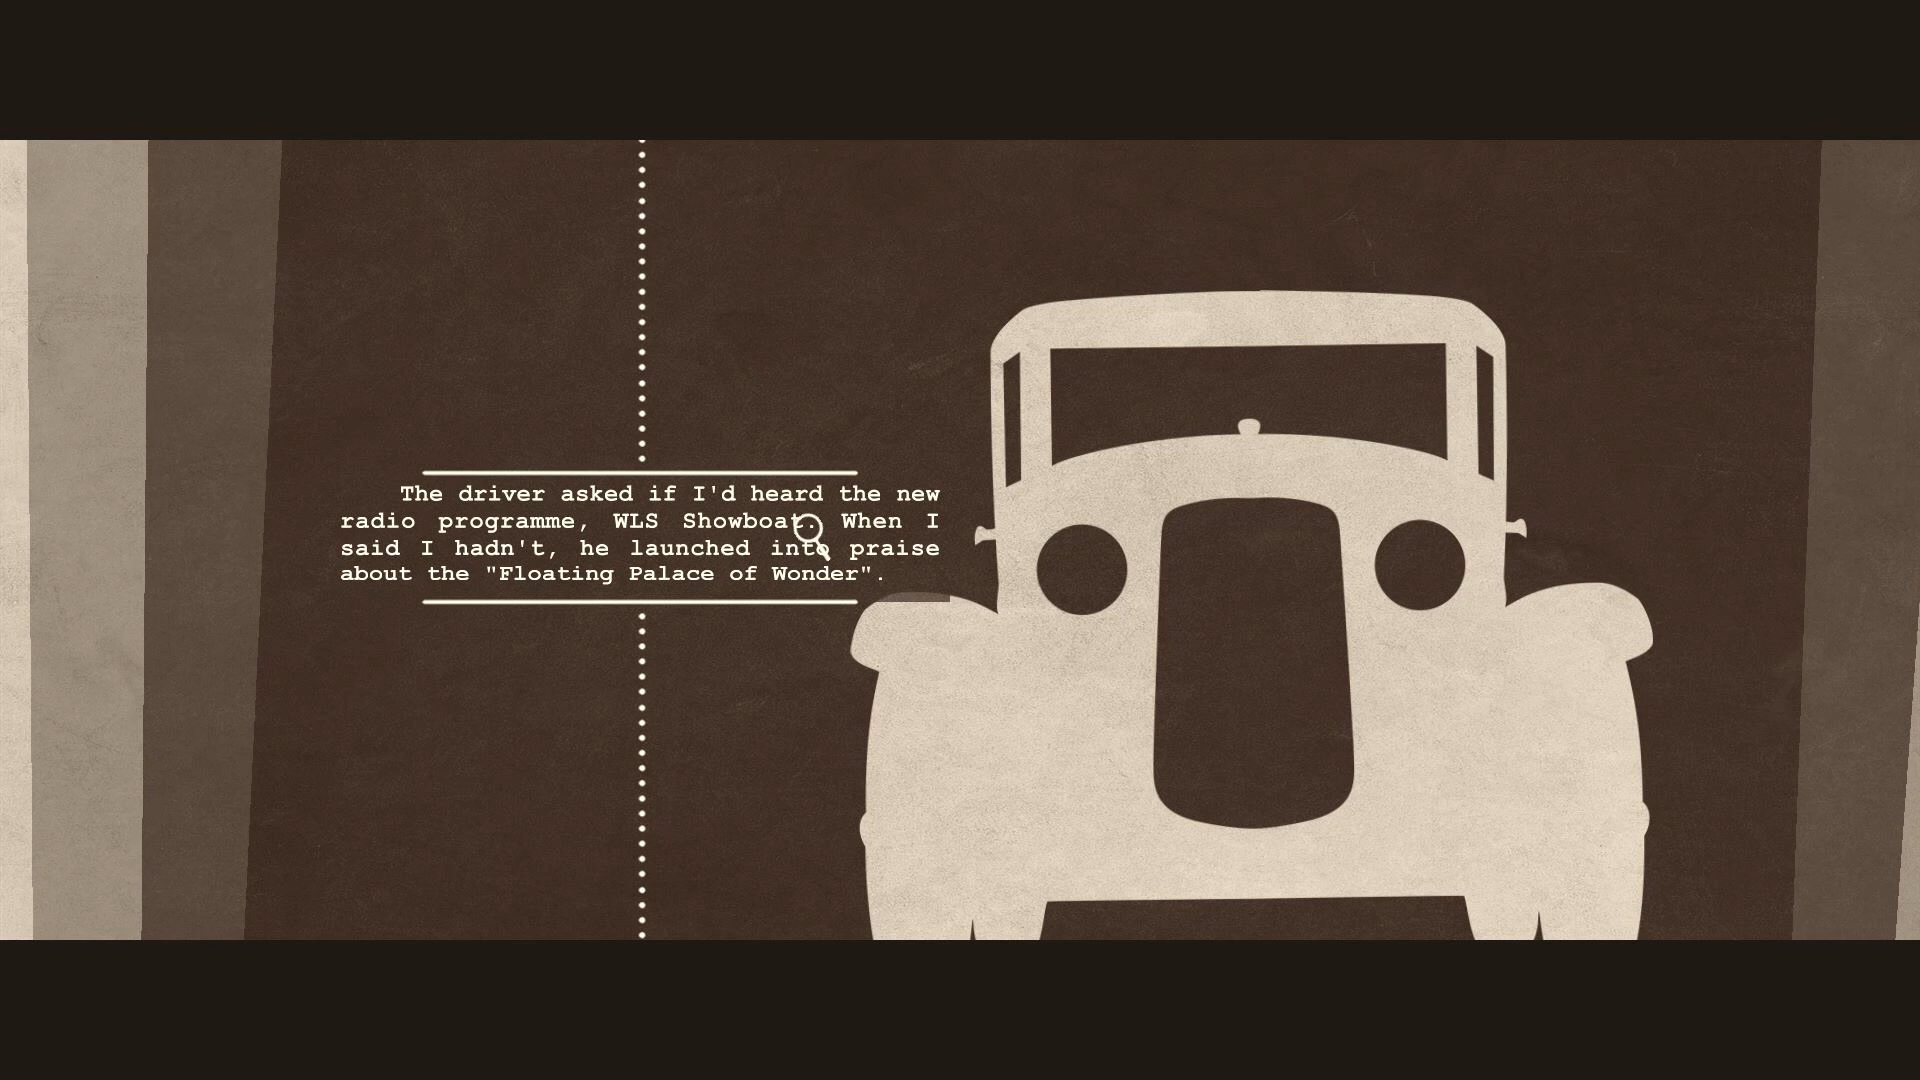 The driver asked if I'd heard the new
radio programme, WLS Showboat. When I
said I hadn't, he launched into praise
about the "Floating Palace of Wonder".